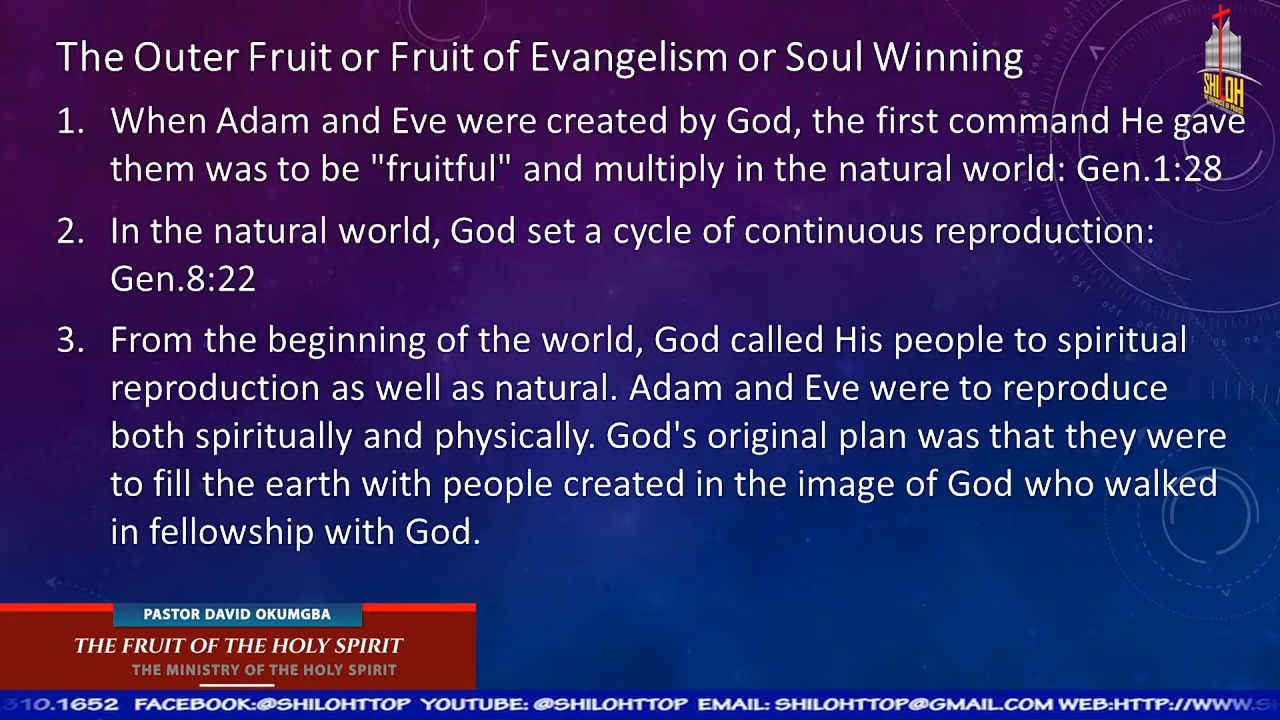 The Outer Fruit or Fruit of Evangelism or Soul Winning
1. When Adam and Eve were created by God, the first command He gave
them was to be "fruitful" and multiply in the natural world: Gen.1:28
2. In the natural world, God set a cycle of continuous reproduction:
Gen.8:22
3. From the beginning of the world, God called His people to spiritual
reproduction as well as natural. Adam and Eve were to reproduce
both spiritually and physically. God's original plan was that they were
to fill the earth with people created in the image of God who walked
in fellowship with God.
SHILOH
PASTOR DAVID OKUMGBA
THE FRUIT OF THE HOLY SPIRIT
THE MINISTRY OF THE HOLY SPIRIT
310.1652 FACEBOOK:@SHILOHTTOP YOUTUBE: @SHILOHTTOP EMAIL: SHILOHTTOP@GMAIL.COM WEB:HTTP://WWW.S